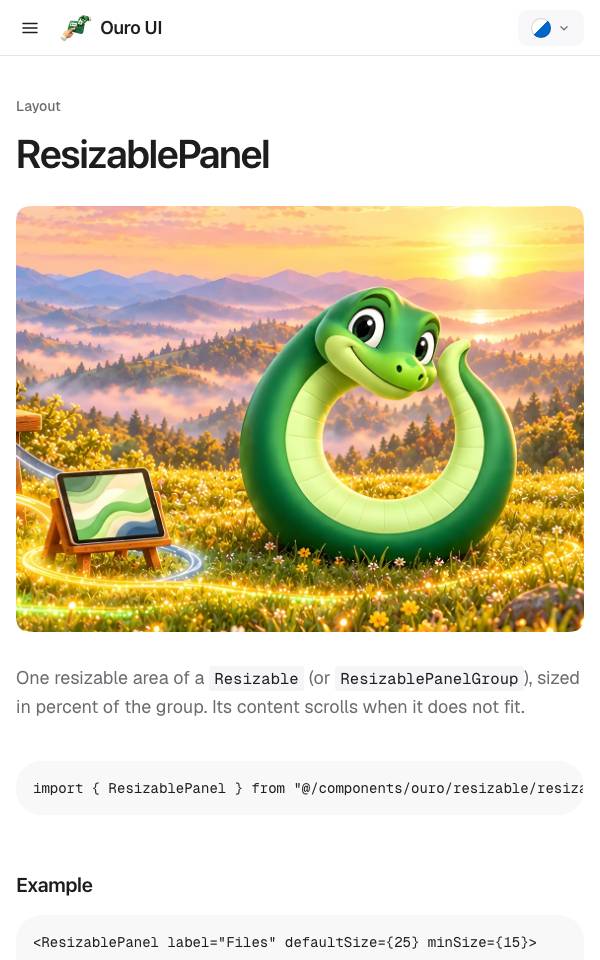 Ouro UI
Layout
ResizablePanel
One resizable area of a Resizable (or ResizablePanelGroup), sized
in percent of the group. Its content scrolls when it does not fit.
import { ResizablePanel } from "@/components/ouro/resizable/resiza
Example
<ResizablePanel label="Files" defaultSize={25} minSize={15}>